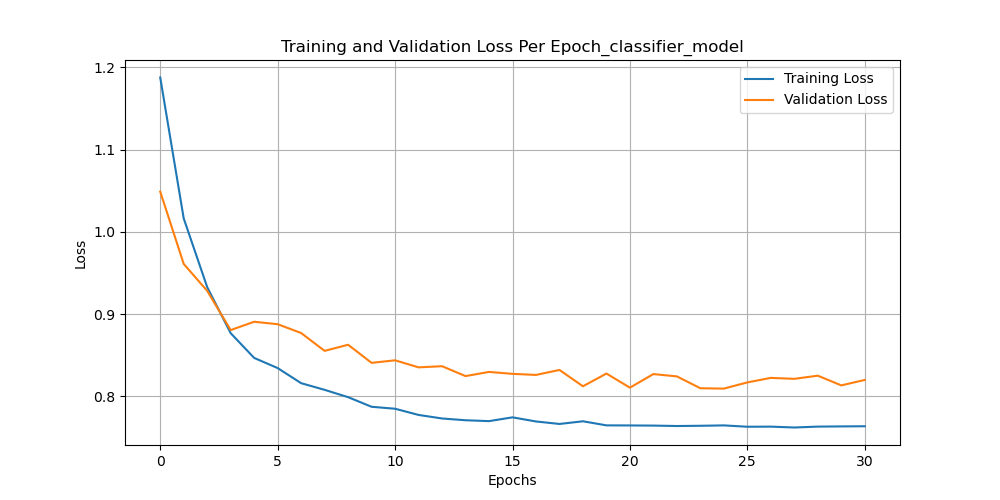 Training and Validation Loss Per Epoch_classifier_model
Training Loss
Validation Loss
1.2
1.1
1.0
0.9
0.8
Loss
0 5 10 15 20 25 30
Epochs